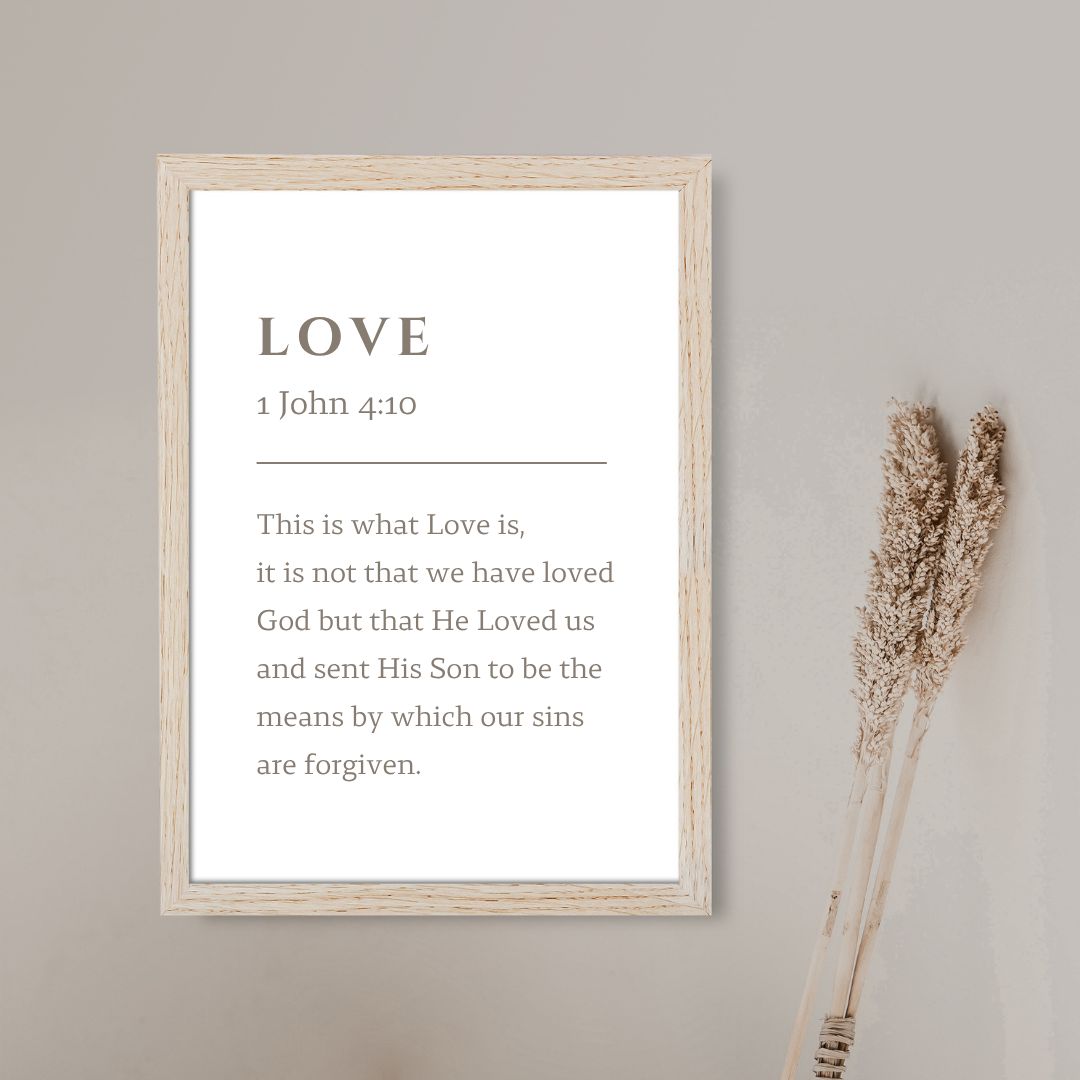 LOVE
1 John 4:10
This is what Love is,
it is not that we have loved
God but that He Loved us
and sent His Son to be the
means by which our sins
are forgiven.